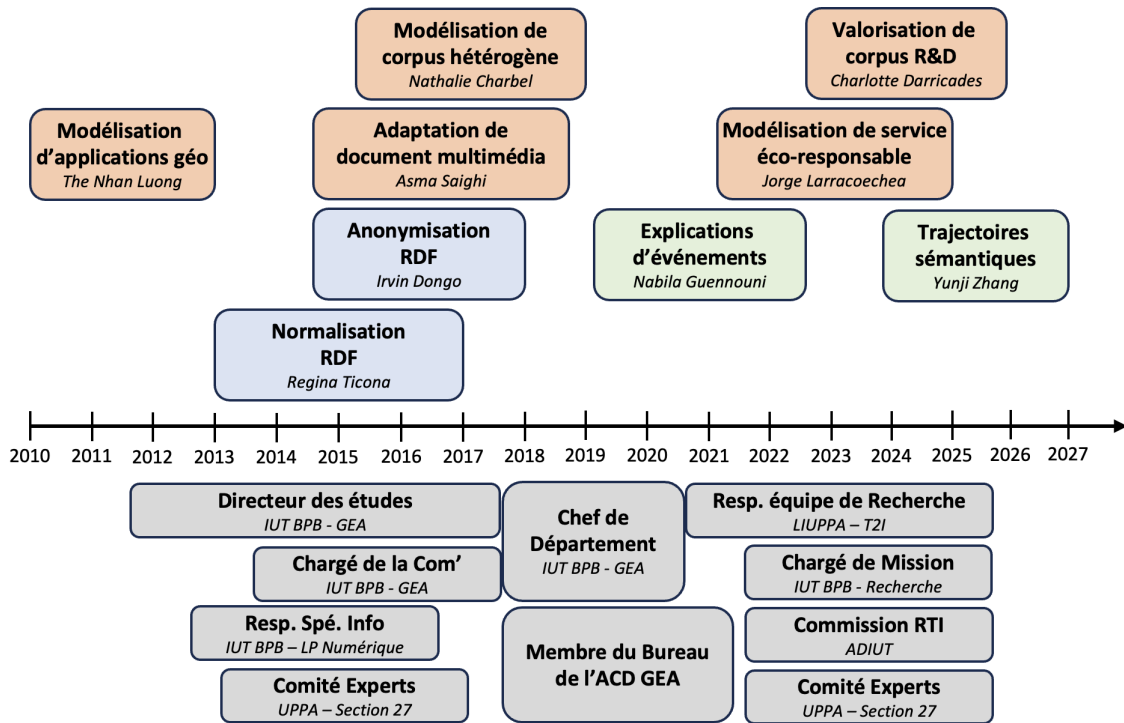 Modélisation de
corpus hétérogène
Nathalie Charbel
Valorisation de
corpus R&D
Charlotte Darricades
Modélisation
d'applications géo
The Nhan Luong
Adaptation de
document multimédia
Asma Saighi
Modélisation de service
éco-responsable
Jorge Larracoechea
Anonymisation
RDF
Irvin Dongo
Explications
d'événements
Nabila Guennouni
Trajectoires
sémantiques
Yunji Zhang
Normalisation
RDF
Regina Ticona
2010 2011 2012 2013 2014 2015 2016 2017 2018 2019 2020 2021 2022 2023 2024 2025 2026 2027
Directeur des études
IUT BPB - GEA
Chef de
Département
IUT BPB - GEA
Resp. équipe de Recherche
LIUPPA – T2I
Chargé de la Com'
IUT BPB - GEA
Chargé de Mission
IUT BPB - Recherche
Resp. Spé. Info
IUT BPB – LP Numérique
Membre du Bureau
de l'ACD GEA
Commission RTI
ADIUT
Comité Experts
UPPA – Section 27
Comité Experts
UPPA – Section 27